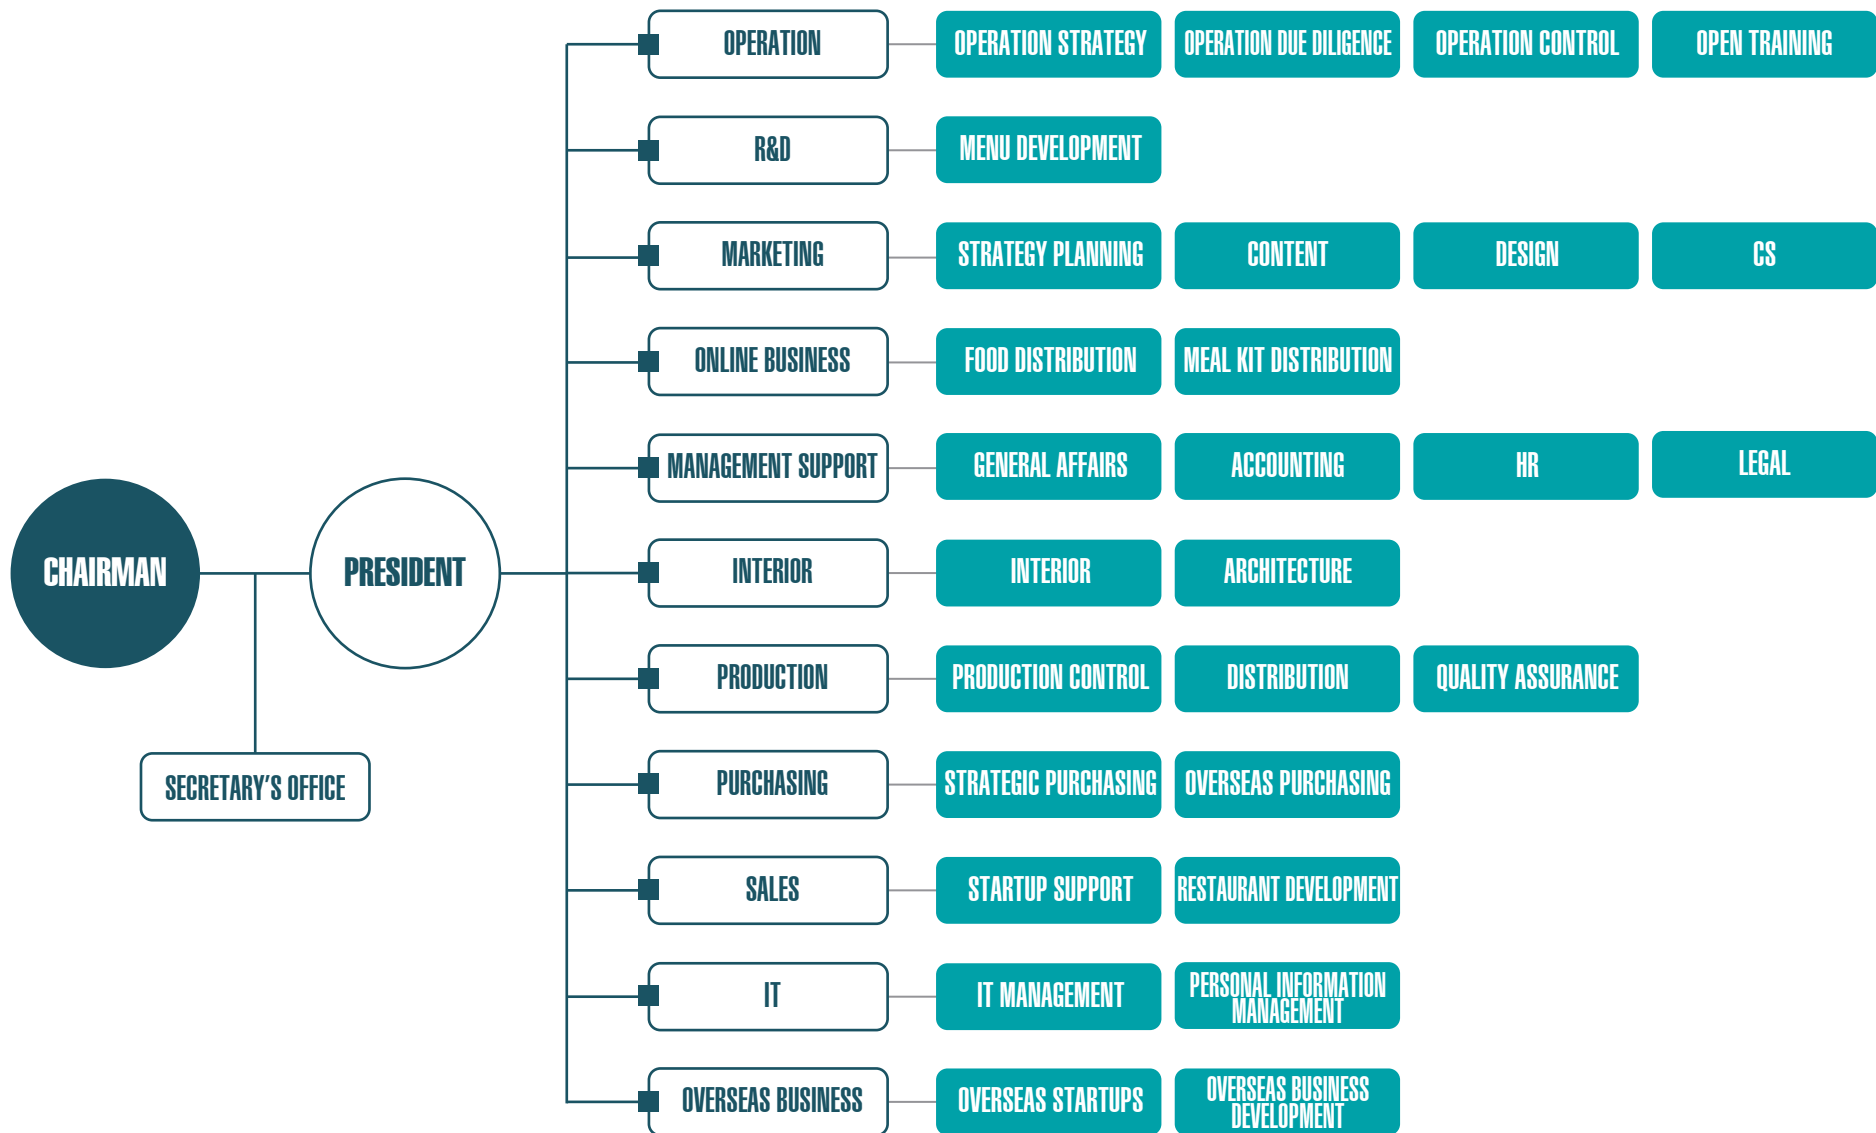 OPERATION
OPERATION STRATEGY
OPERATION DUE DILIGENCE
OPERATION CONTROL
OPEN TRAINING
R&D
MENU DEVELOPMENT
MARKETING
STRATEGY PLANNING
CONTENT
DESIGN
CS
ONLINE BUSINESS
FOOD DISTRIBUTION
MEAL KIT DISTRIBUTION
MANAGEMENT SUPPORT
GENERAL AFFAIRS
ACCOUNTING
HR
LEGAL
CHAIRMAN
PRESIDENT
INTERIOR
INTERIOR
ARCHITECTURE
PRODUCTION
PRODUCTION CONTROL
DISTRIBUTION
QUALITY ASSURANCE
SECRETARY'S OFFICE
PURCHASING
STRATEGIC PURCHASING
OVERSEAS PURCHASING
SALES
STARTUP SUPPORT
RESTAURANT DEVELOPMENT
IT
IT MANAGEMENT
PERSONAL INFORMATION
MANAGEMENT
OVERSEAS BUSINESS
OVERSEAS STARTUPS
OVERSEAS BUSINESS
DEVELOPMENT